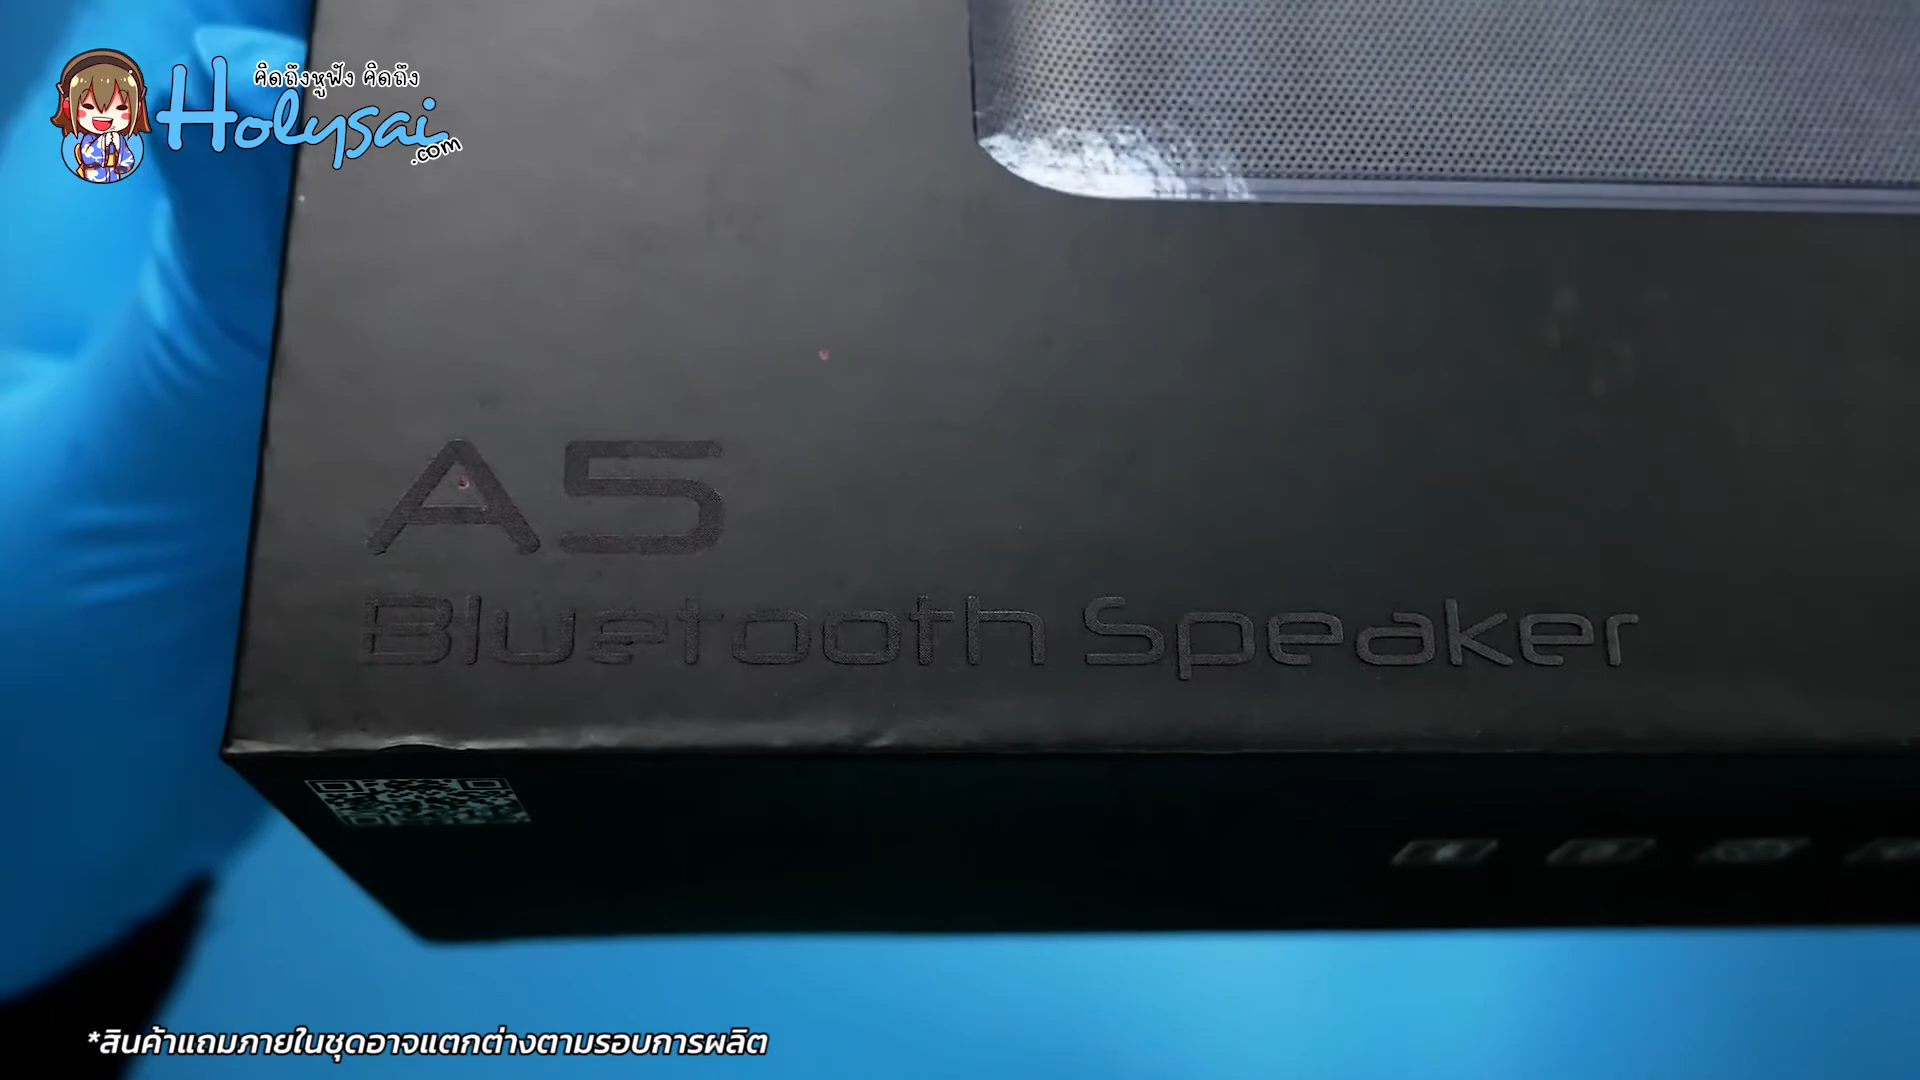 คิดถึงหูฟัง คิดถึง
Holysai
.com
A5
Bluetooth Speaker
*สินค้าแถมภายในชุดอาจแตกต่างตามรอบการผลิต